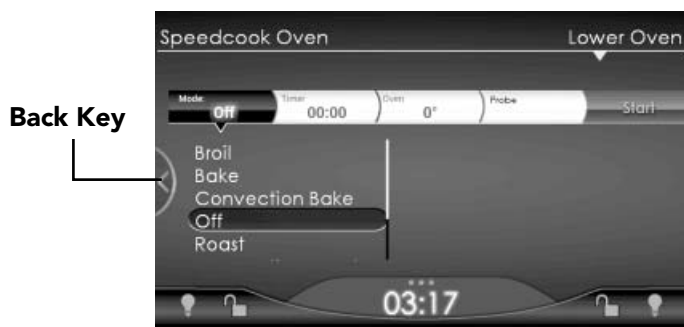 Speedcook Oven Lower Oven
Mode: Timer Oven Probe
Off 00:00 0° Start
Back Key
Broil
Bake
Convection Bake
Off
Roast
03:17